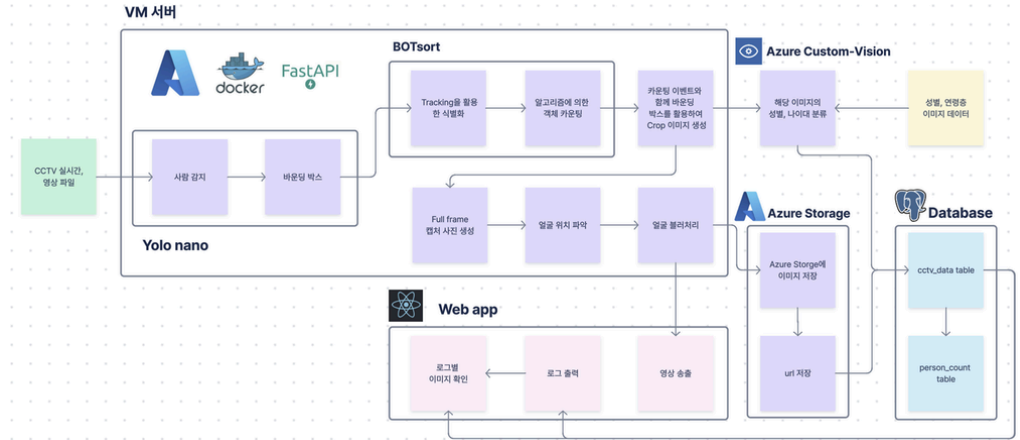 VM 서버
docker
FastAPI
BOTsort
Tracking을 활용
한 식별화
알고리즘에 의한
객체 카운팅
카운팅 이벤트와
함께 바운딩
박스를 활용하여
Crop 이미지 생성
Azure Custom-Vision
해당 이미지의
성별, 나이대 분류
성별, 연령층
이미지 데이터
CCTV 실시간,
영상 파일
사람 감지
바운딩 박스
Yolo nano
Full frame
캡처 사진 생성
얼굴 위치 파악
얼굴 블러처리
Azure Storage
Azure Storge에
이미지 저장
url 저장
Database
cctv_data table
person_count
table
Web app
로그별
이미지 확인
로그 출력
영상 송출